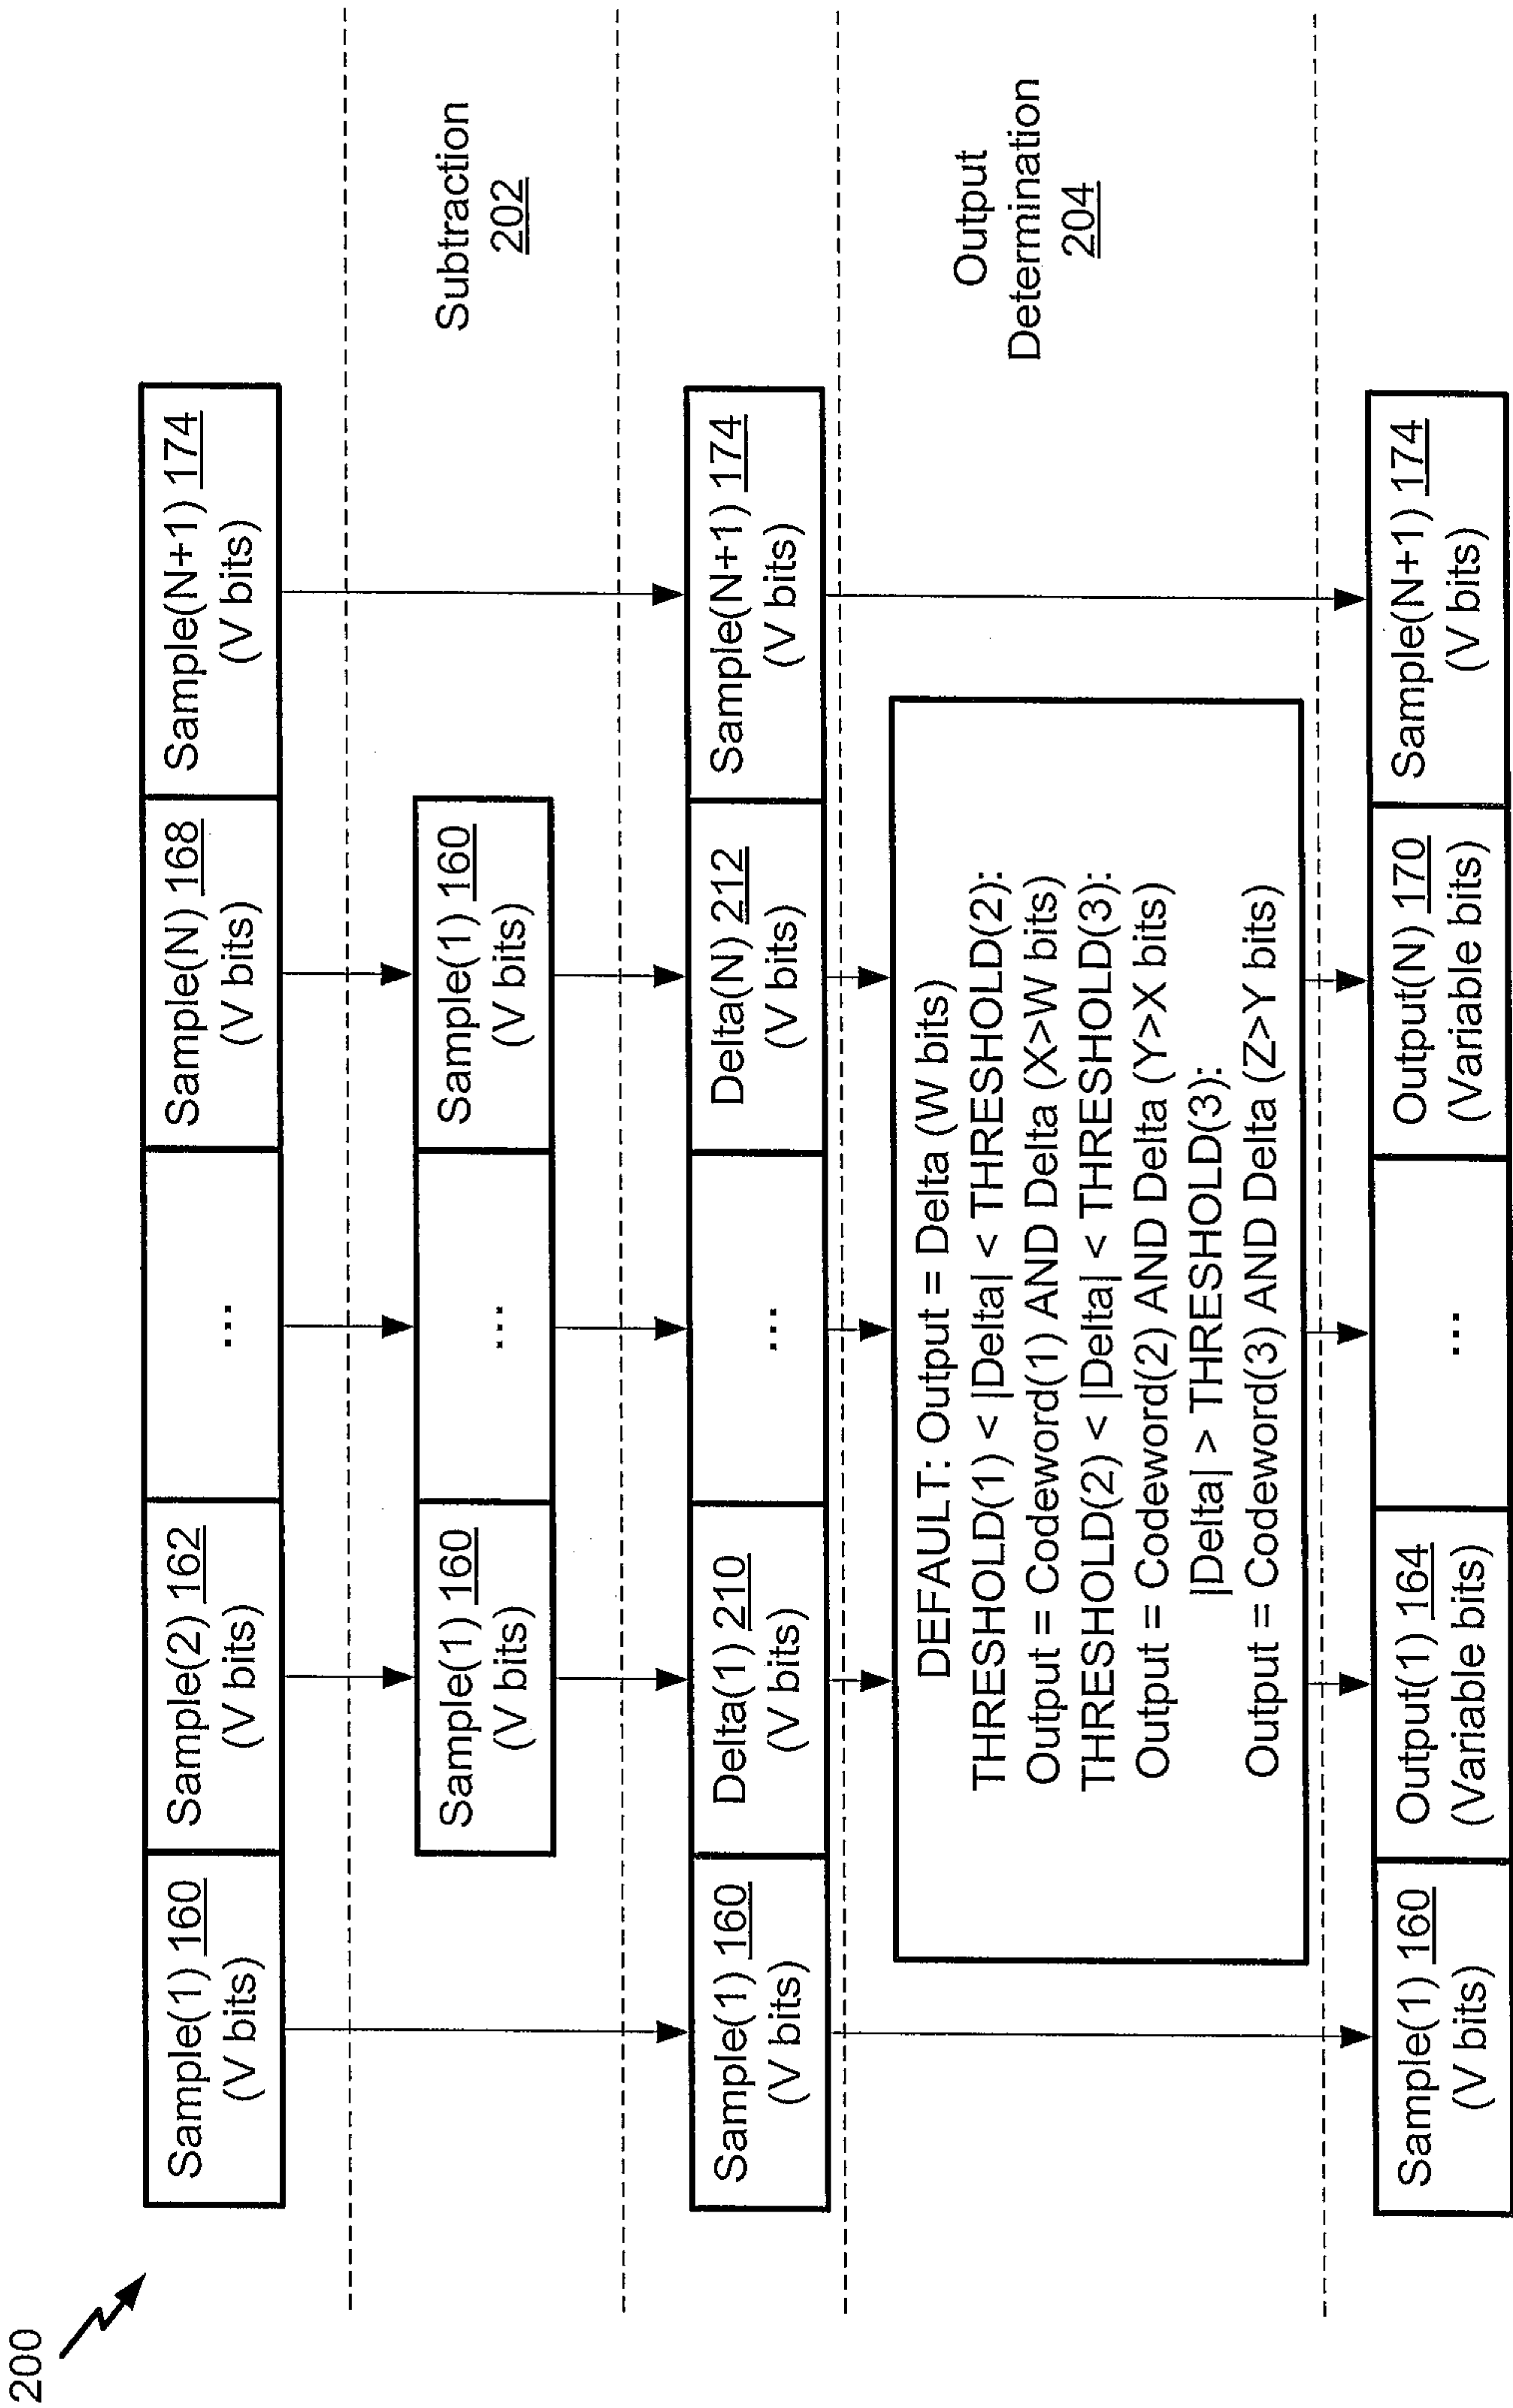 200
Sample(1) 160
(V bits)
Sample(2) 162
(V bits)
...
Sample(N) 168
(V bits)
Sample(N+1) 174
(V bits)
Sample(1) 160
(V bits)
...
Sample(1) 160
(V bits)
Subtraction
202
Sample(1) 160
(V bits)
Delta(1) 210
(V bits)
...
Delta(N) 212
(V bits)
Sample(N+1) 174
(V bits)
DEFAULT: Output = Delta (W bits)
THRESHOLD(1) < |Delta| < THRESHOLD(2):
Output = Codeword(1) AND Delta (X>W bits)
THRESHOLD(2) < |Delta| < THRESHOLD(3):
Output = Codeword(2) AND Delta (Y>X bits)
|Delta| > THRESHOLD(3):
Output = Codeword(3) AND Delta (Z>Y bits)
Output
Determination
204
Sample(1) 160
(V bits)
Output(1) 164
(Variable bits)
...
Output(N) 170
(Variable bits)
Sample(N+1) 174
(V bits)